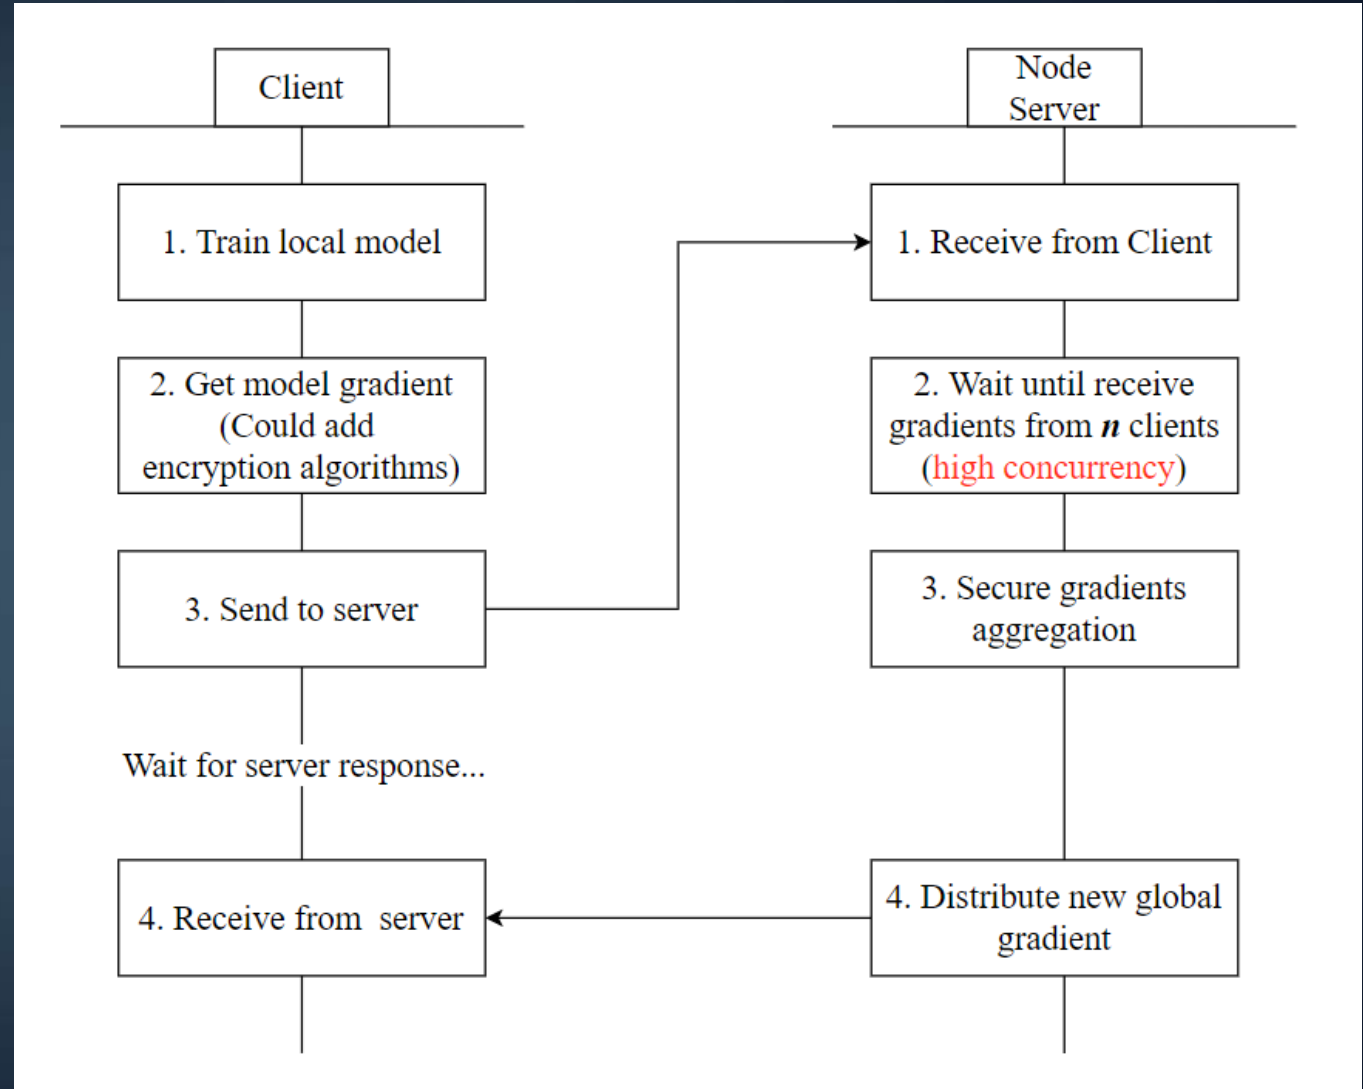 Client
1. Train local model
2. Get model gradient
(Could add
encryption algorithms)
3. Send to server
Wait for server response...
4. Receive from  server
Node
Server
1. Receive from Client
2. Wait until receive
gradients from n clients
(high concurrency)
3. Secure gradients
aggregation
4. Distribute new global
gradient